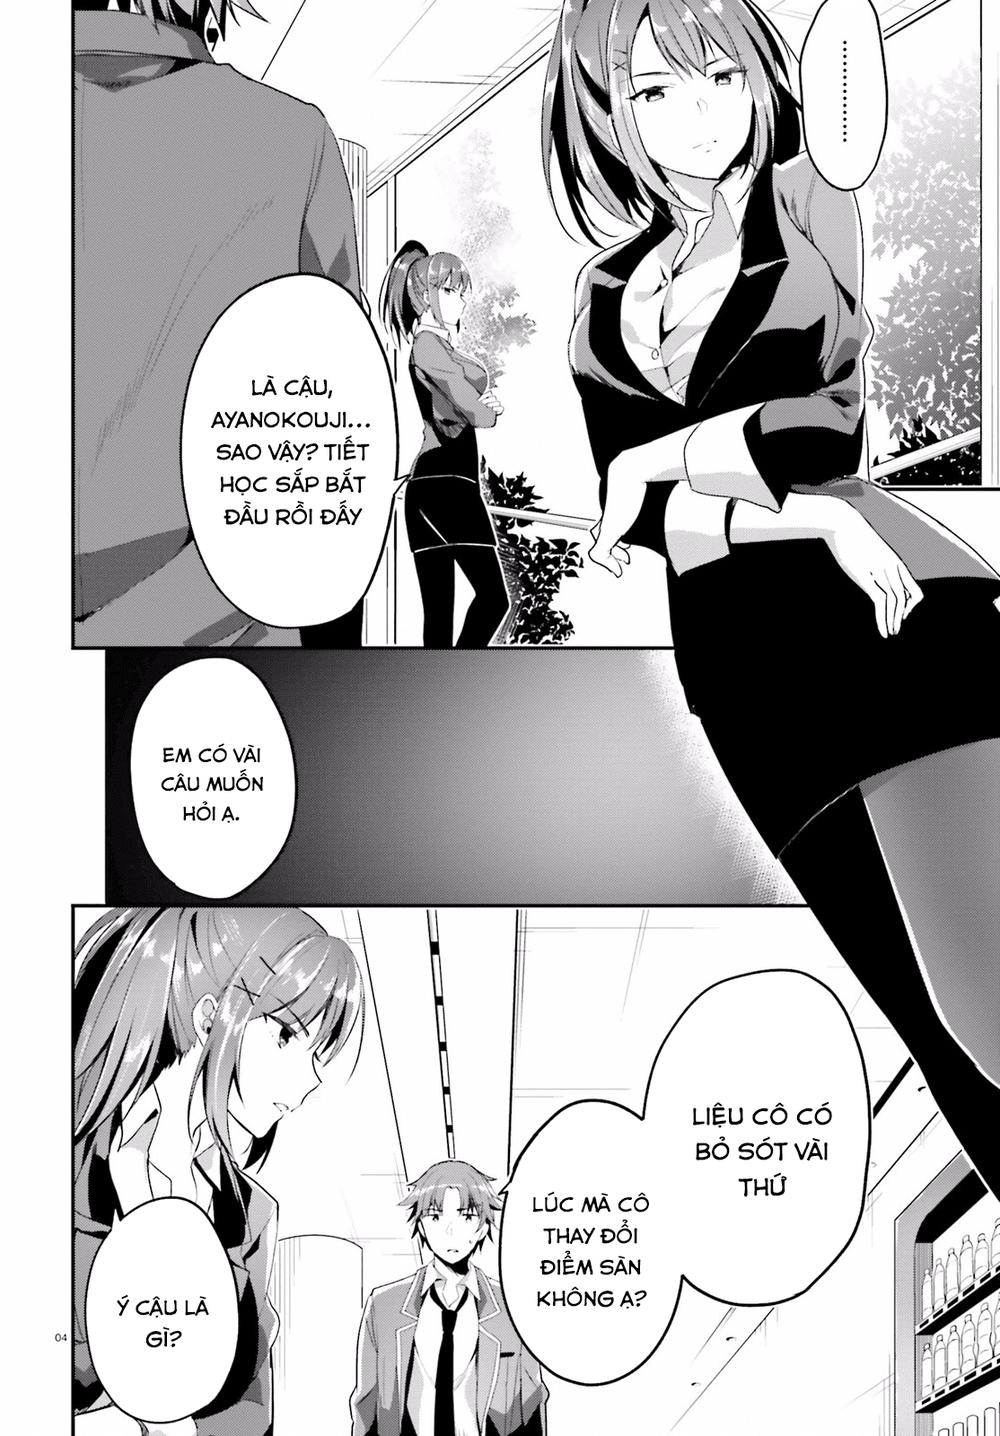 ...........
LÀ CẬU,
AYANOKOUJI...
SAO VẬY? TIẾT
HỌC SẮP BẮT
ĐẦU RỒI ĐẤY
EM CÓ VÀI
CÂU MUỐN
HỎI Ạ.
LIỆU CÔ CÓ
BỎ SÓT VÀI
THỨ
LÚC MÀ CÔ
THAY ĐỔI
ĐIỂM SÀN
KHÔNG Ạ?
Ý CẬU LÀ
GÌ?
04